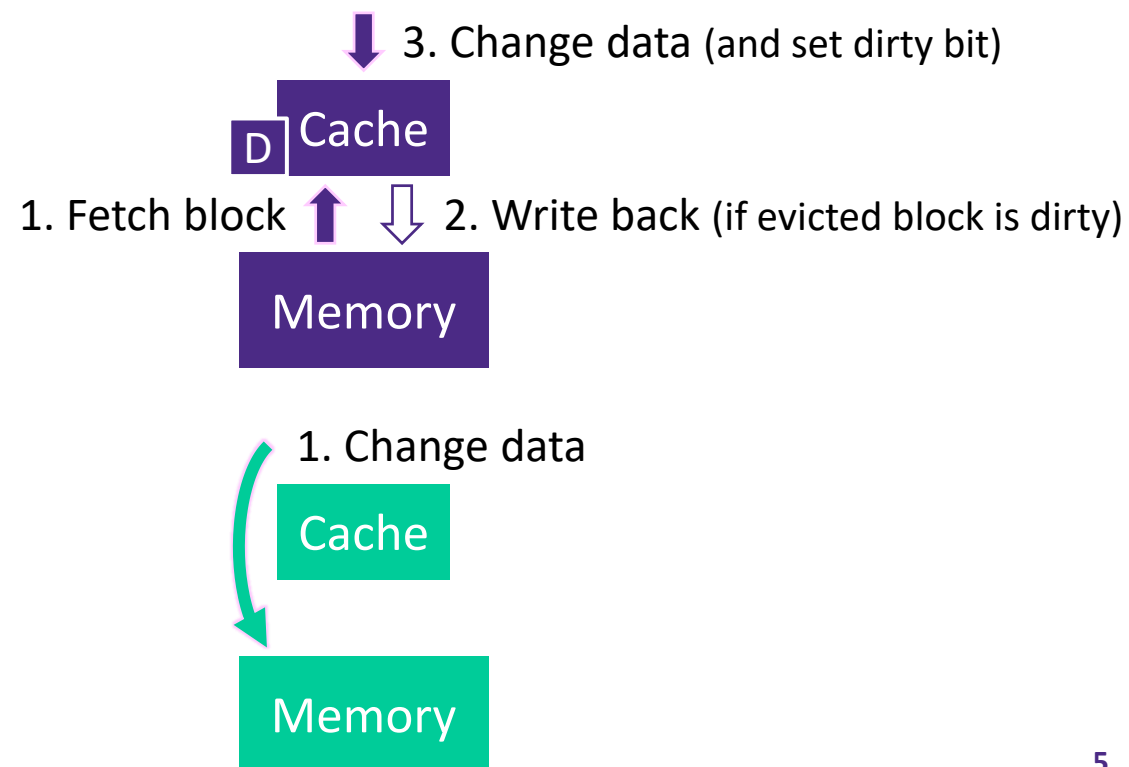 3. Change data (and set dirty bit)
Cache
D
1. Fetch block
2. Write back (if evicted block is dirty)
Memory
1. Change data
Cache
Memory
5